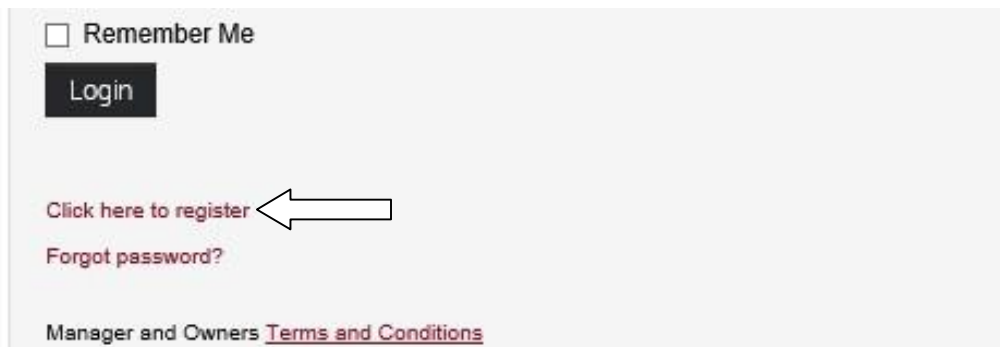 Remember Me
Login
Click here to register
Forgot password?
Manager and Owners Terms and Conditions